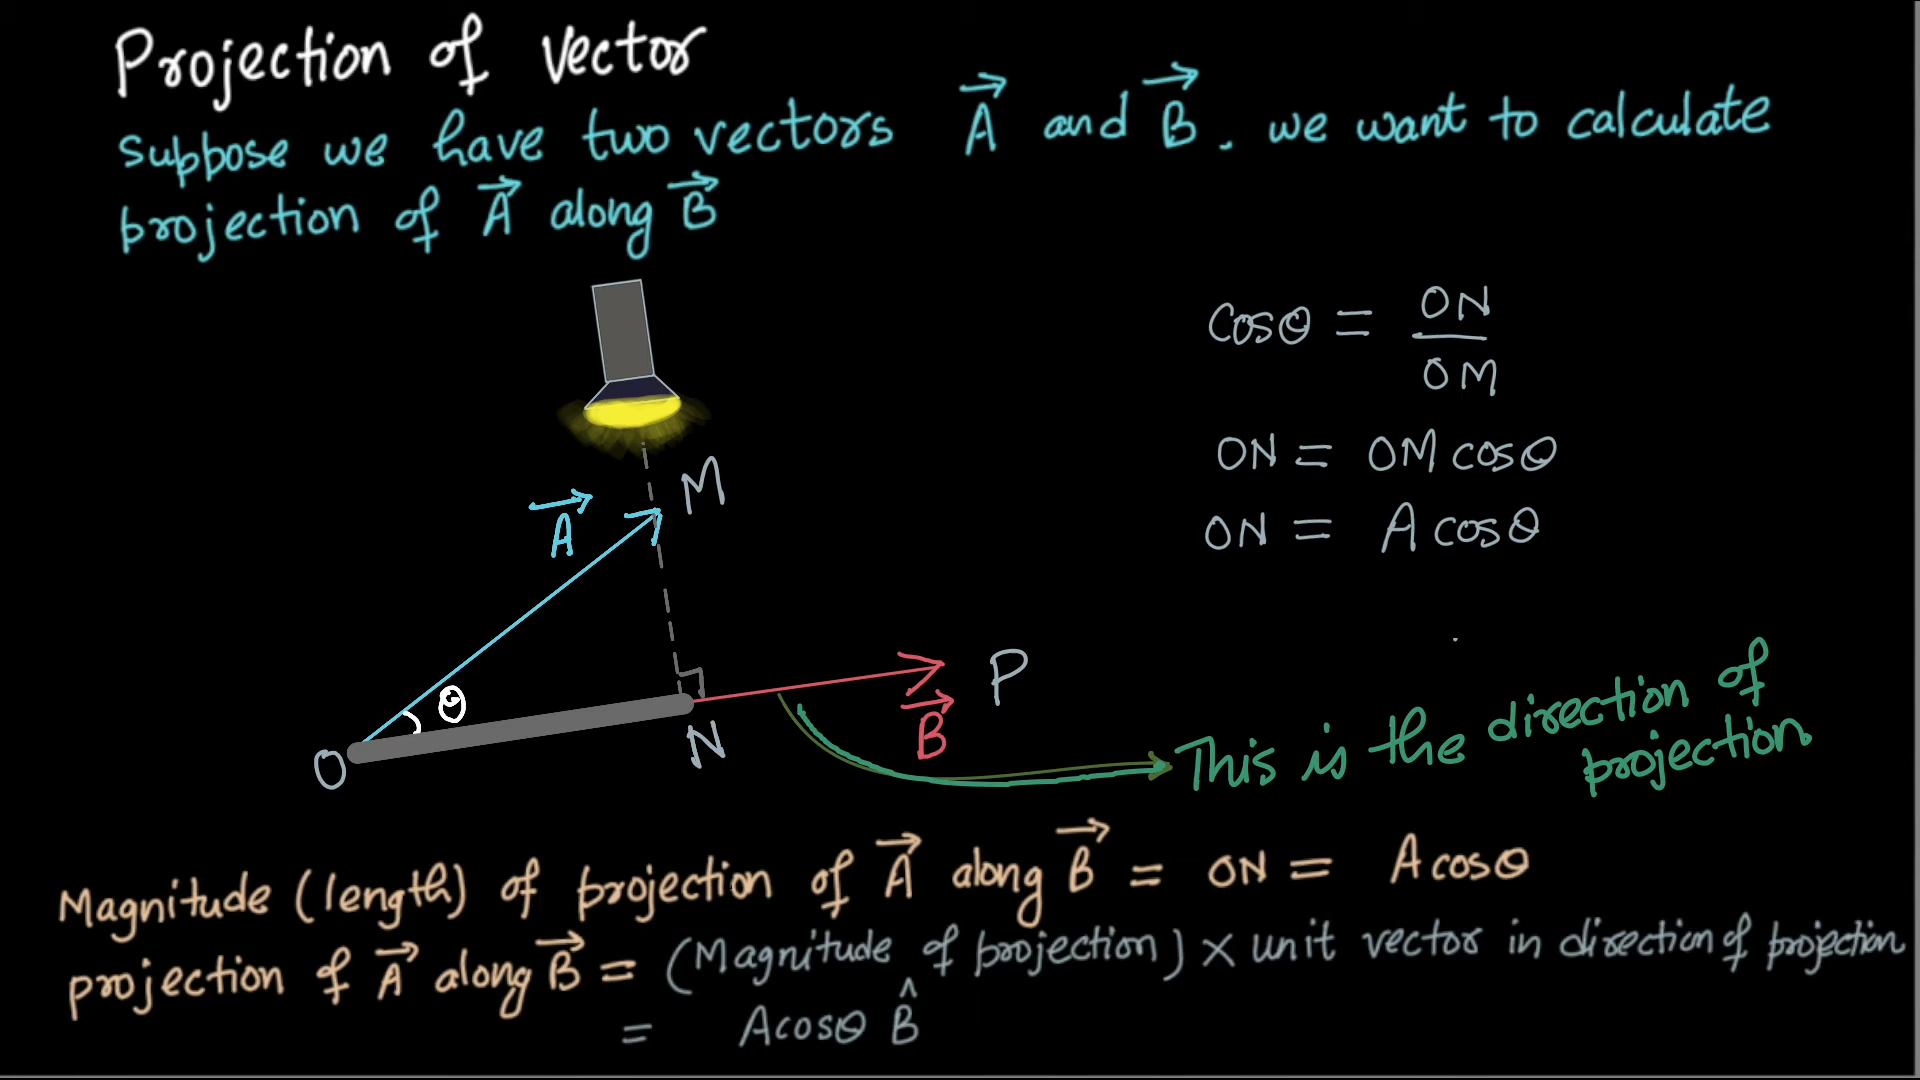 Projection of Vector
Suppose we have two vectors A⃗ and B⃗. we want to calculate
projection of A⃗ along B⃗
Cosθ = ON/OM
ON = OM cosθ
ON = A cosθ
M
A⃗
θ
O
N
B⃗
P
This is the direction of
projection
Magnitude (length) of projection of A⃗ along B⃗ = ON = A cosθ
projection of A⃗ along B⃗ = (Magnitude of projection) × unit vector in direction of projection
= Acosθ B̂